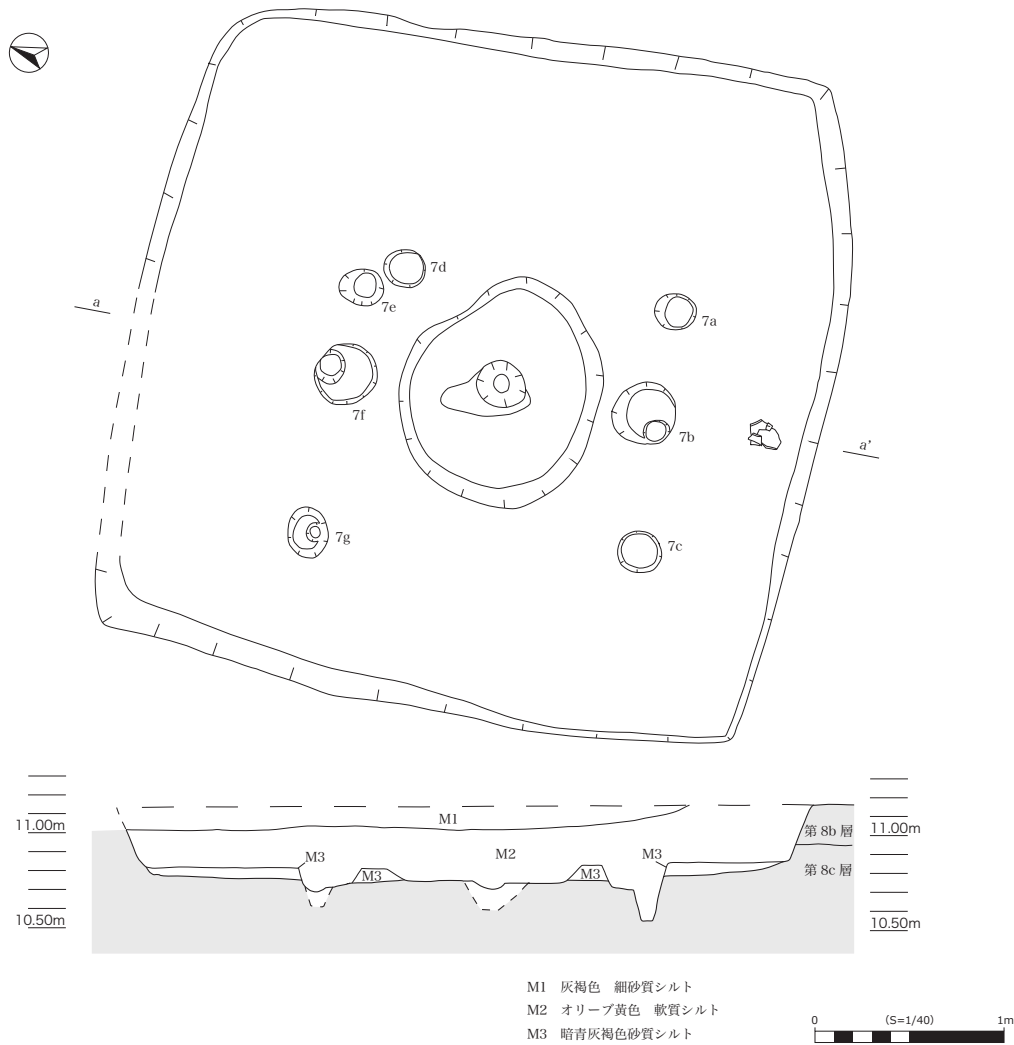 7d
7e
a
7a
7f
7b
a'
7g
7c
11.00m
M1
第 8b 層
11.00m
M3
M2
M3
M3
M3
第 8c 層
10.50m
10.50m
M1 灰褐色 細砂質シルト
M2 オリーブ黄色 軟質シルト
M3 暗青灰褐色砂質シルト
0 (S=1/40) 1m